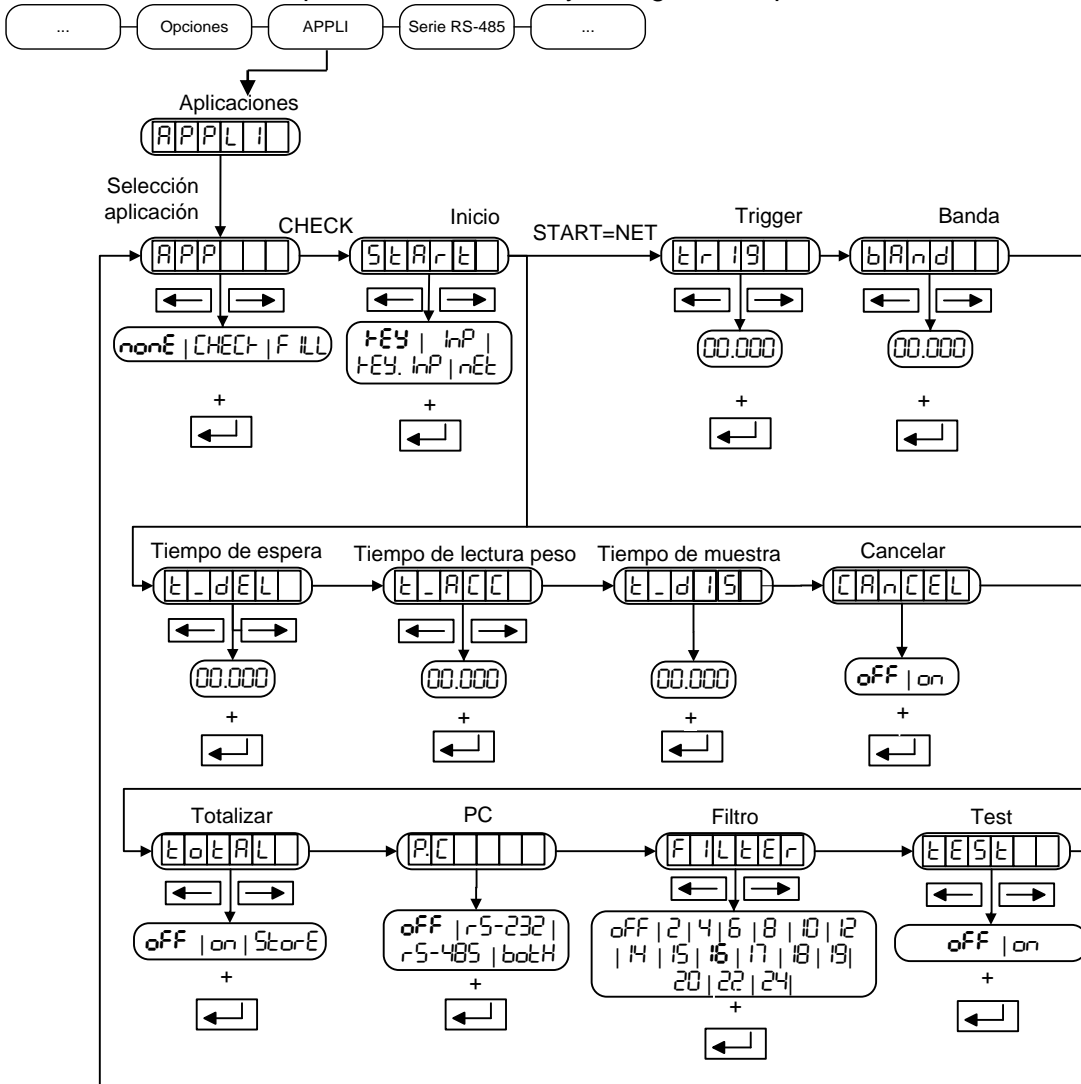 ... Opciones APPLI Serie RS-485 ...
Aplicaciones
APPLI
Selección
aplicación
CHECK
Inicio
START=NET
Trigger
Banda
APP
StArt
trIg
bAnd
nonE | CHECK | FILL
KEY | InP |
KEY. InP | nEt
00.000
00.000
+
+
+
+
Tiempo de espera
Tiempo de lectura peso
Tiempo de muestra
Cancelar
t_dEL
t_ACC
t_dIS
CAnCEL
00.000
00.000
00.000
oFF | on
+
+
+
+
Totalizar
PC
Filtro
Test
totAL
P.C
FILtEr
tESt
oFF | on | StorE
oFF | rS-232 |
rS-485 | botH
oFF | 2 | 4 | 6 | 8 | 10 | 12
| 14 | 15 | 16 | 17 | 18 | 19 |
20 | 22 | 24 |
oFF | on
+
+
+
+